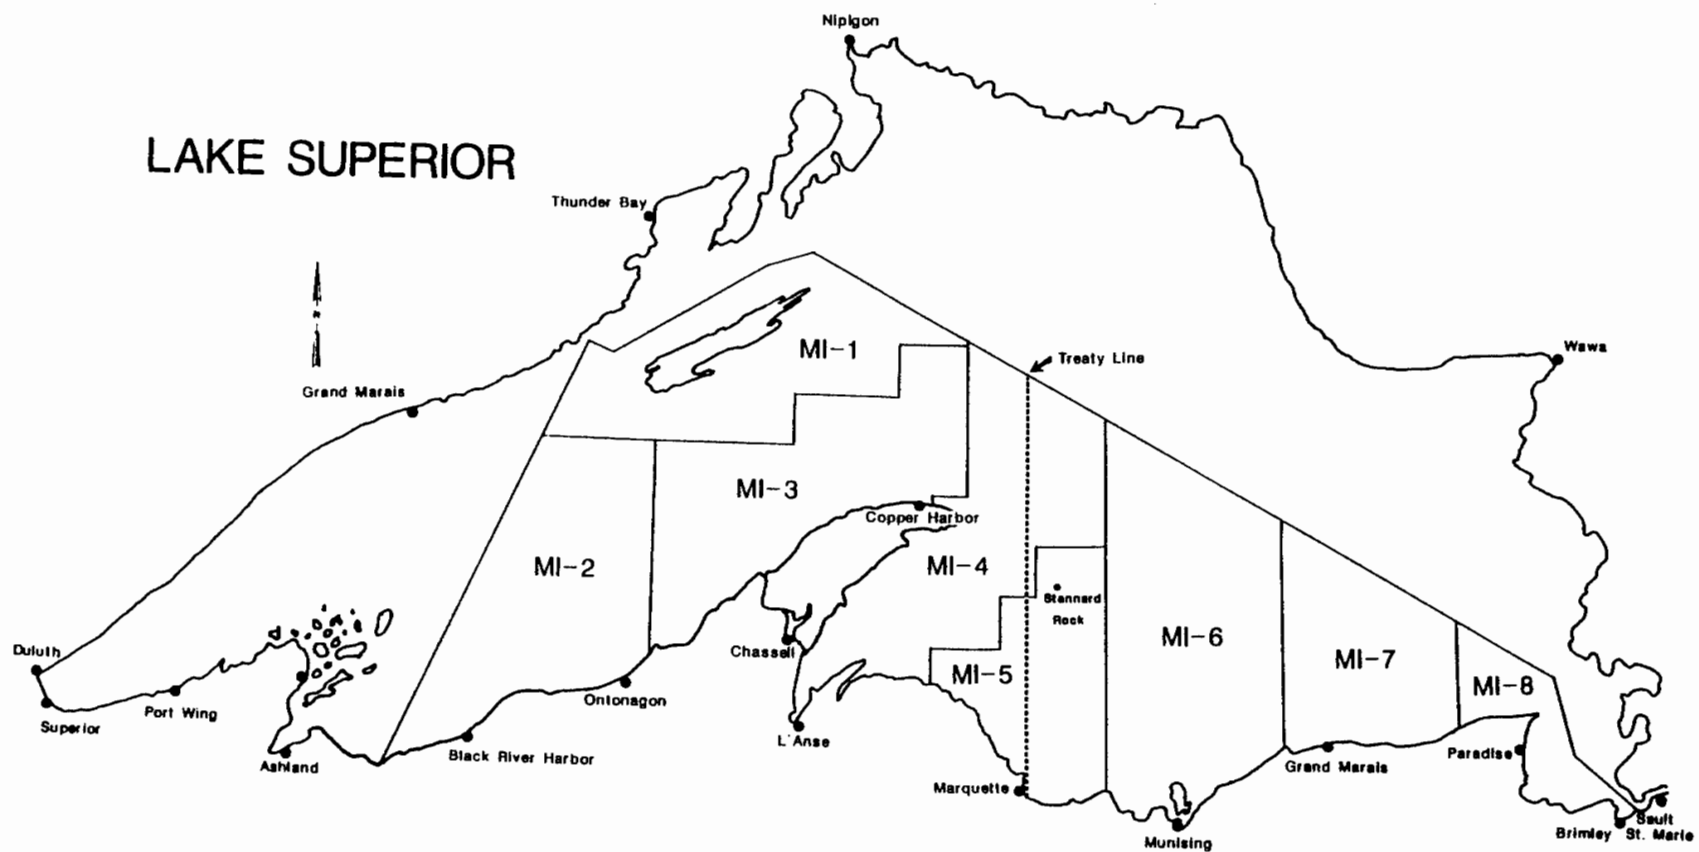 Nipigon
LAKE SUPERIOR
Thunder Bay
N
MI-1
Treaty Line
Wawa
Grand Marais
MI-3
Copper Harbor
MI-2
MI-4
Stannard
Rock
MI-6
Duluth
Chassell
MI-7
MI-5
MI-8
Ontonagon
Port Wing
Superior
L'Anse
Black River Harbor
Paradise
Ashland
Grand Marais
Marquette
Sault
Brimley St. Marie
Munising